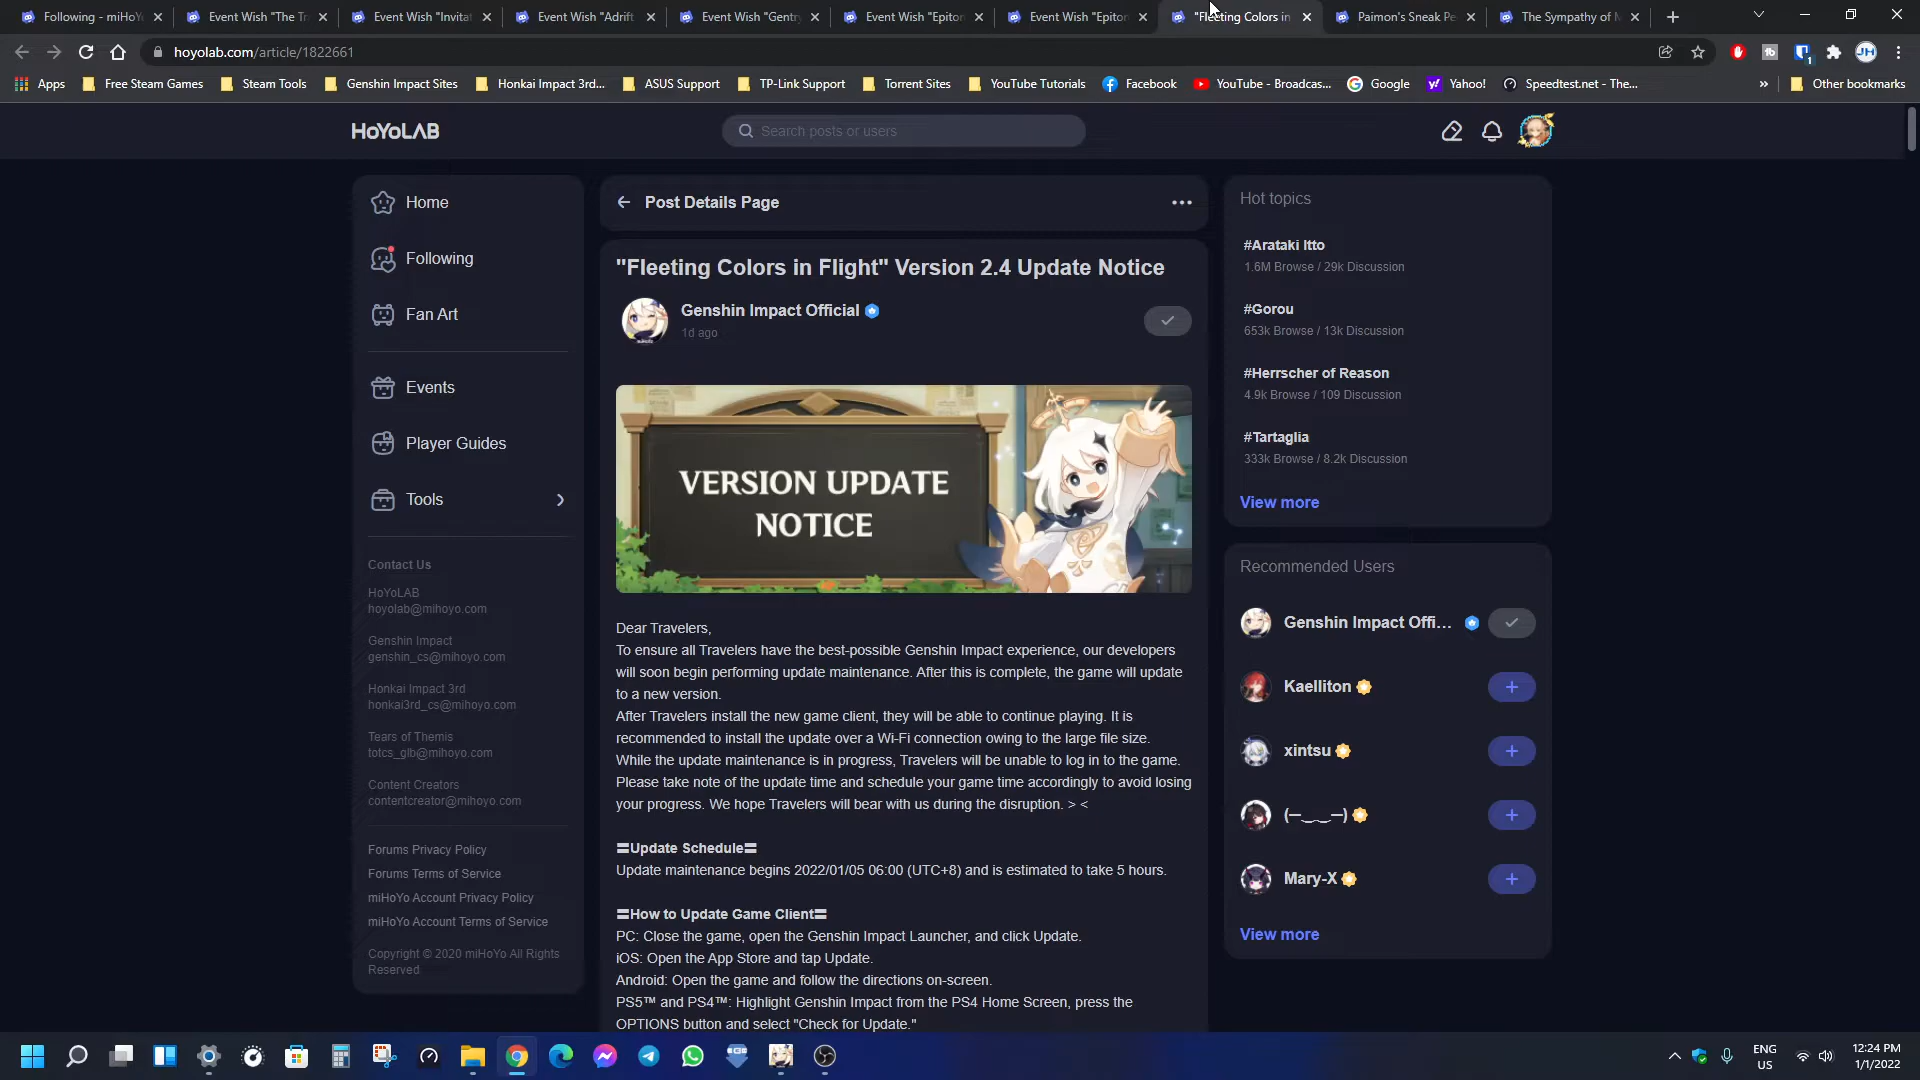 Following - miHoY
Event Wish "The Tr
Event Wish "Invitat
Event Wish "Adrift
Event Wish "Gentry
Event Wish "Epiton
Event Wish "Epiton
"Fleeting Colors in
Paimon's Sneak Pe
The Sympathy of M
hoyolab.com/article/1822661
Apps
Free Steam Games
Steam Tools
Genshin Impact Sites
Honkai Impact 3rd...
ASUS Support
TP-Link Support
Torrent Sites
YouTube Tutorials
Facebook
YouTube - Broadcas...
Google
Yahoo!
Speedtest.net - The...
»
Other bookmarks
HoYoLAB
Search posts or users
Home
Following
Fan Art
Events
Player Guides
Tools
Contact Us
HoYoLAB
hoyolab@mihoyo.com
Genshin Impact
genshin_cs@mihoyo.com
Honkai Impact 3rd
honkai3rd_cs@mihoyo.com
Tears of Themis
totcs_glb@mihoyo.com
Content Creators
contentcreator@mihoyo.com
Forums Privacy Policy
Forums Terms of Service
miHoYo Account Privacy Policy
miHoYo Account Terms of Service
Copyright © 2020 miHoYo All Rights
Reserved
Post Details Page
"Fleeting Colors in Flight" Version 2.4 Update Notice
Genshin Impact Official
1d ago
VERSION UPDATE
NOTICE
Dear Travelers,
To ensure all Travelers have the best-possible Genshin Impact experience, our developers
will soon begin performing update maintenance. After this is complete, the game will update
to a new version.
After Travelers install the new game client, they will be able to continue playing. It is
recommended to install the update over a Wi-Fi connection owing to the large file size.
While the update maintenance is in progress, Travelers will be unable to log in to the game.
Please take note of the update time and schedule your game time accordingly to avoid losing
your progress. We hope Travelers will bear with us during the disruption. > <
〓Update Schedule〓
Update maintenance begins 2022/01/05 06:00 (UTC+8) and is estimated to take 5 hours.
〓How to Update Game Client〓
PC: Close the game, open the Genshin Impact Launcher, and click Update.
iOS: Open the App Store and tap Update.
Android: Open the game and follow the directions on-screen.
PS5™ and PS4™: Highlight Genshin Impact from the PS4 Home Screen, press the
OPTIONS button and select "Check for Update."
Hot topics
#Arataki Itto
1.6M Browse / 29k Discussion
#Gorou
653k Browse / 13k Discussion
#Herrscher of Reason
4.9k Browse / 109 Discussion
#Tartaglia
333k Browse / 8.2k Discussion
View more
Recommended Users
Genshin Impact Offi...
Kaelliton
xintsu
Mary-X
View more
ENG
US
12:24 PM
1/1/2022